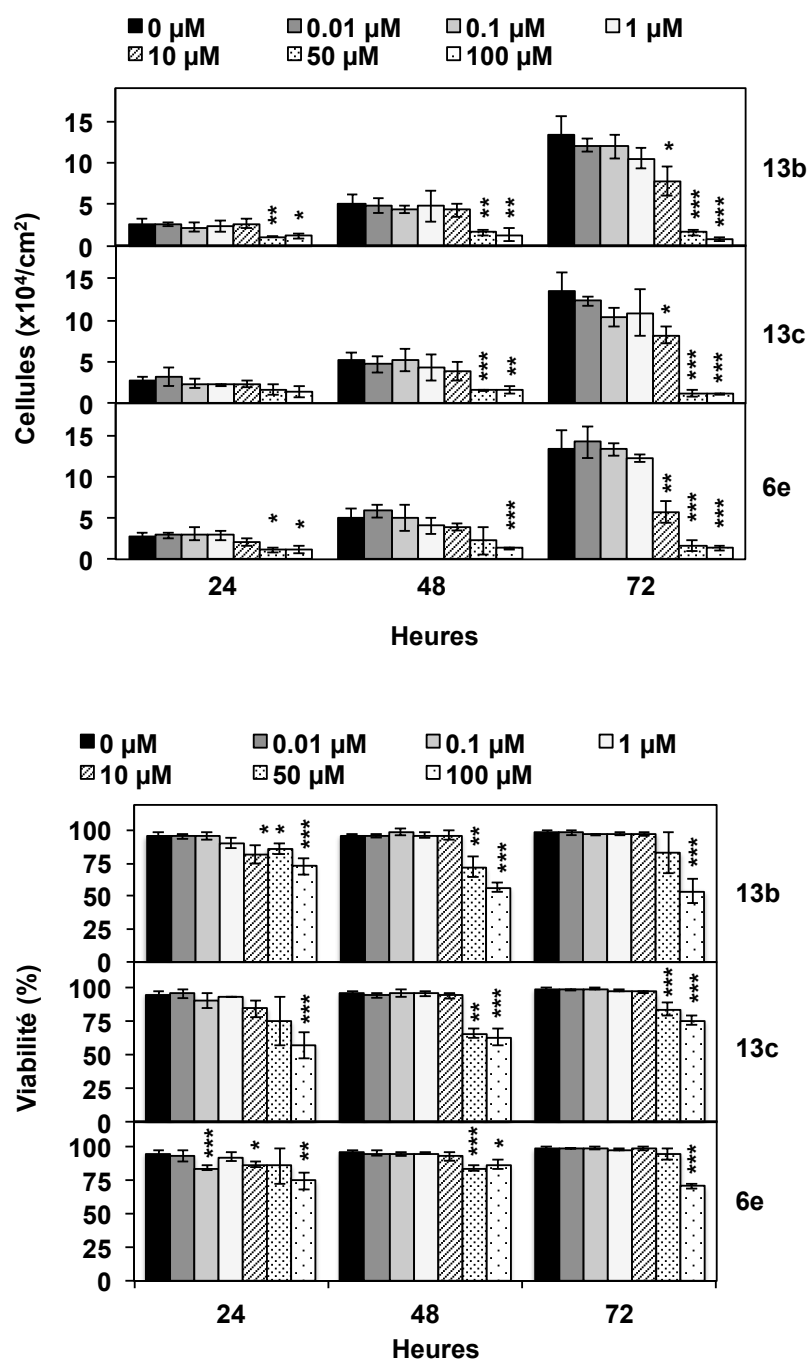 0 µM 0.01 µM 0.1 µM 1 µM
10 µM 50 µM 100 µM
Cellules (x10⁴/cm²)
15
10
5
0
** *
** **
* *** ***
13b
15
10
5
0
*** **
* *** ***
13c
15
10
5
0
* *
***
** *** ***
6e
24 48 72
Heures
0 µM 0.01 µM 0.1 µM 1 µM
10 µM 50 µM 100 µM
Viabilité (%)
100
75
50
25
0
* * ***
** ***
***
13b
100
75
50
25
0
***
** ***
*** ***
13c
100
75
50
25
0
*** * **
*** *
***
6e
24 48 72
Heures